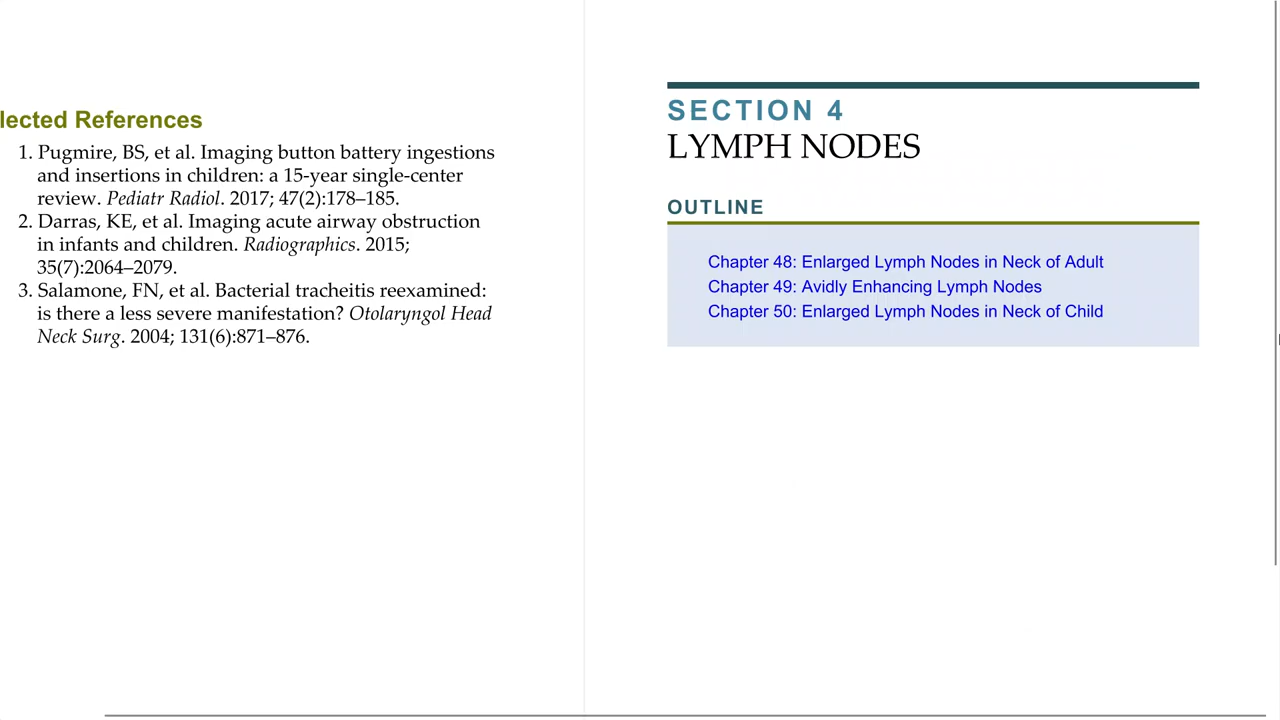 lected References
1. Pugmire, BS, et al. Imaging button battery ingestions
and insertions in children: a 15-year single-center
review. Pediatr Radiol. 2017; 47(2):178–185.
2. Darras, KE, et al. Imaging acute airway obstruction
in infants and children. Radiographics. 2015;
35(7):2064–2079.
3. Salamone, FN, et al. Bacterial tracheitis reexamined:
is there a less severe manifestation? Otolaryngol Head
Neck Surg. 2004; 131(6):871–876.
SECTION 4
LYMPH NODES
OUTLINE
Chapter 48: Enlarged Lymph Nodes in Neck of Adult
Chapter 49: Avidly Enhancing Lymph Nodes
Chapter 50: Enlarged Lymph Nodes in Neck of Child